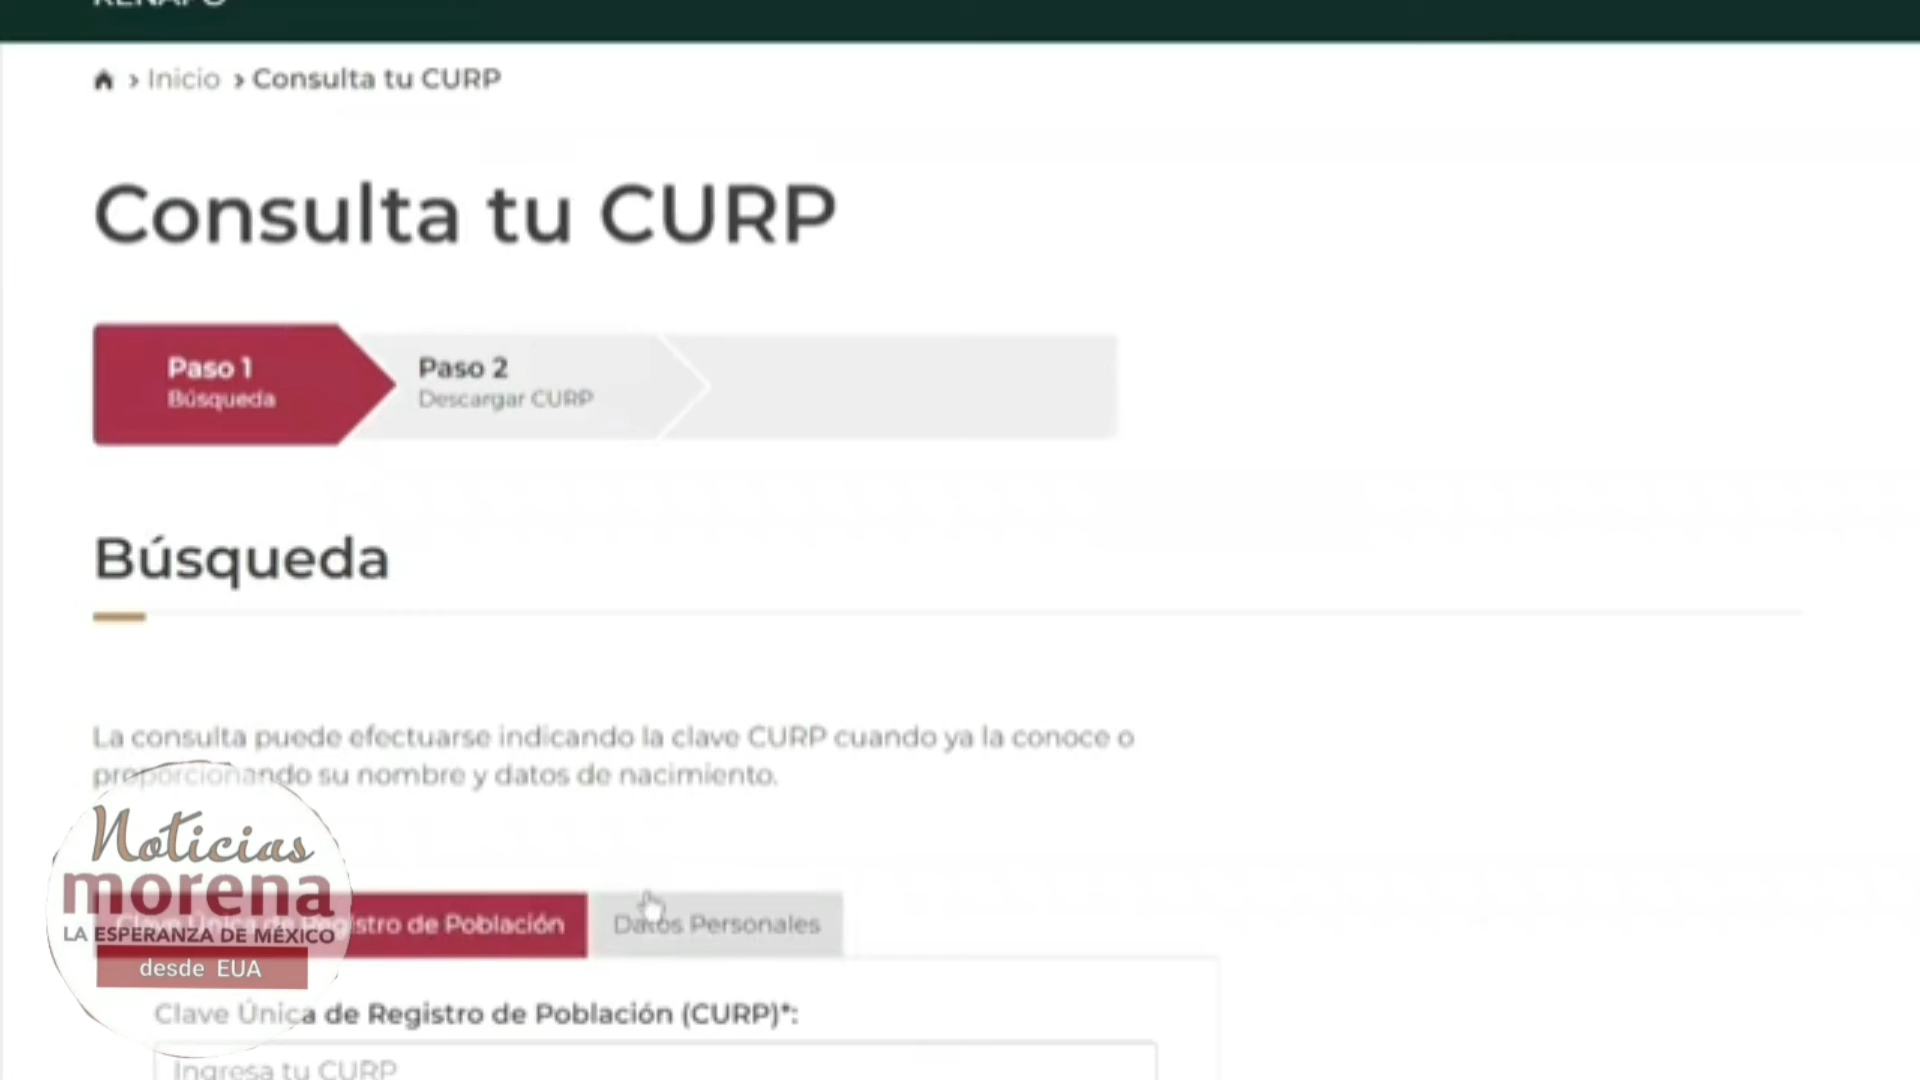 RENAPO
Inicio > Consulta tu CURP
Consulta tu CURP
Paso 1
Búsqueda
Paso 2
Descargar CURP
Búsqueda
La consulta puede efectuarse indicando la clave CURP cuando ya la conoce o
proporcionando su nombre y datos de nacimiento.
Clave Única de Registro de Población
Datos Personales
Clave Única de Registro de Población (CURP)*:
Ingresa tu CURP
Noticias
morena
LA ESPERANZA DE MÉXICO
desde EUA